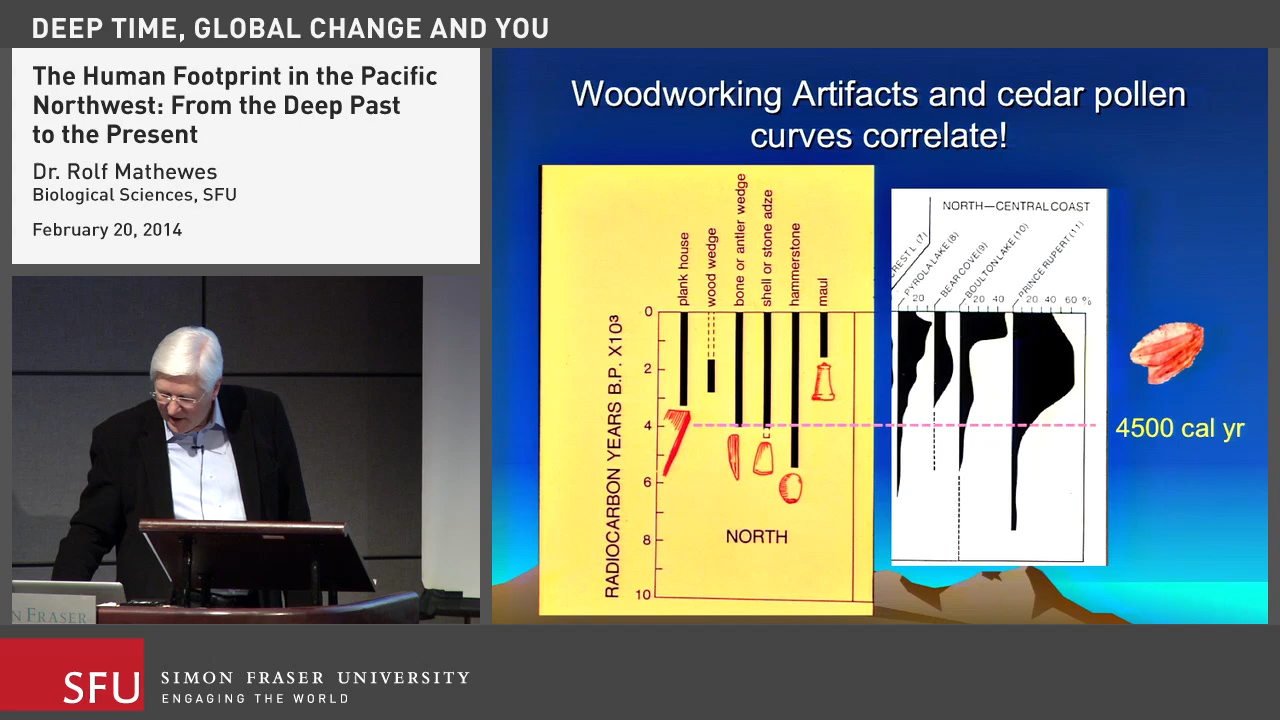 DEEP TIME, GLOBAL CHANGE AND YOU
The Human Footprint in the Pacific
Northwest: From the Deep Past
to the Present
Dr. Rolf Mathewes
Biological Sciences, SFU
February 20, 2014
Woodworking Artifacts and cedar pollen
curves correlate!
plank house
wood wedge
bone or antler wedge
shell or stone adze
hammerstone
maul
RADIOCARBON YEARS B.P. X10³
0
2
4
6
8
10
NORTH
NORTH—CENTRAL COAST
(7)
PYROLA LAKE (8)
BEAR COVE (9)
BOULTON LAKE (10)
PRINCE RUPERT (11)
20 20 40 20 40 60 %
4500 cal yr
N FRASER
SFU
SIMON FRASER UNIVERSITY
ENGAGING THE WORLD